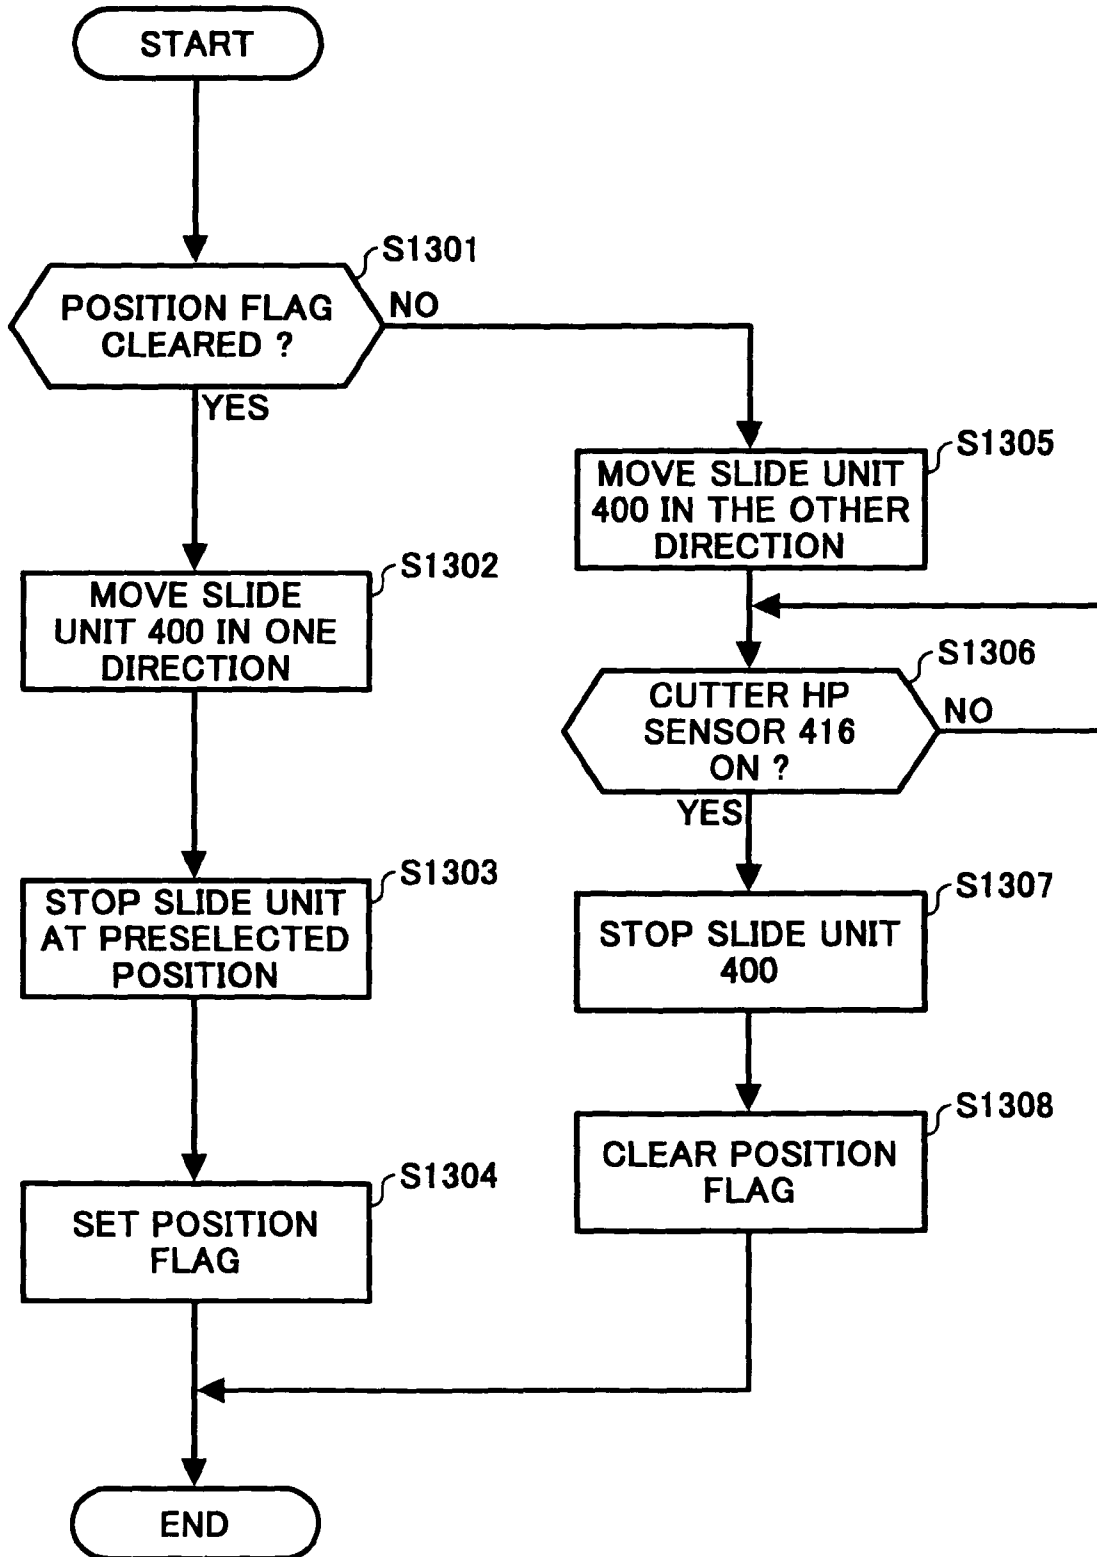 START
S1301
POSITION FLAG
CLEARED ?
NO
YES
S1302
MOVE SLIDE
UNIT 400 IN ONE
DIRECTION
S1303
STOP SLIDE UNIT
AT PRESELECTED
POSITION
S1304
SET POSITION
FLAG
S1305
MOVE SLIDE UNIT
400 IN THE OTHER
DIRECTION
S1306
CUTTER HP
SENSOR 416
ON ?
NO
YES
S1307
STOP SLIDE UNIT
400
S1308
CLEAR POSITION
FLAG
END